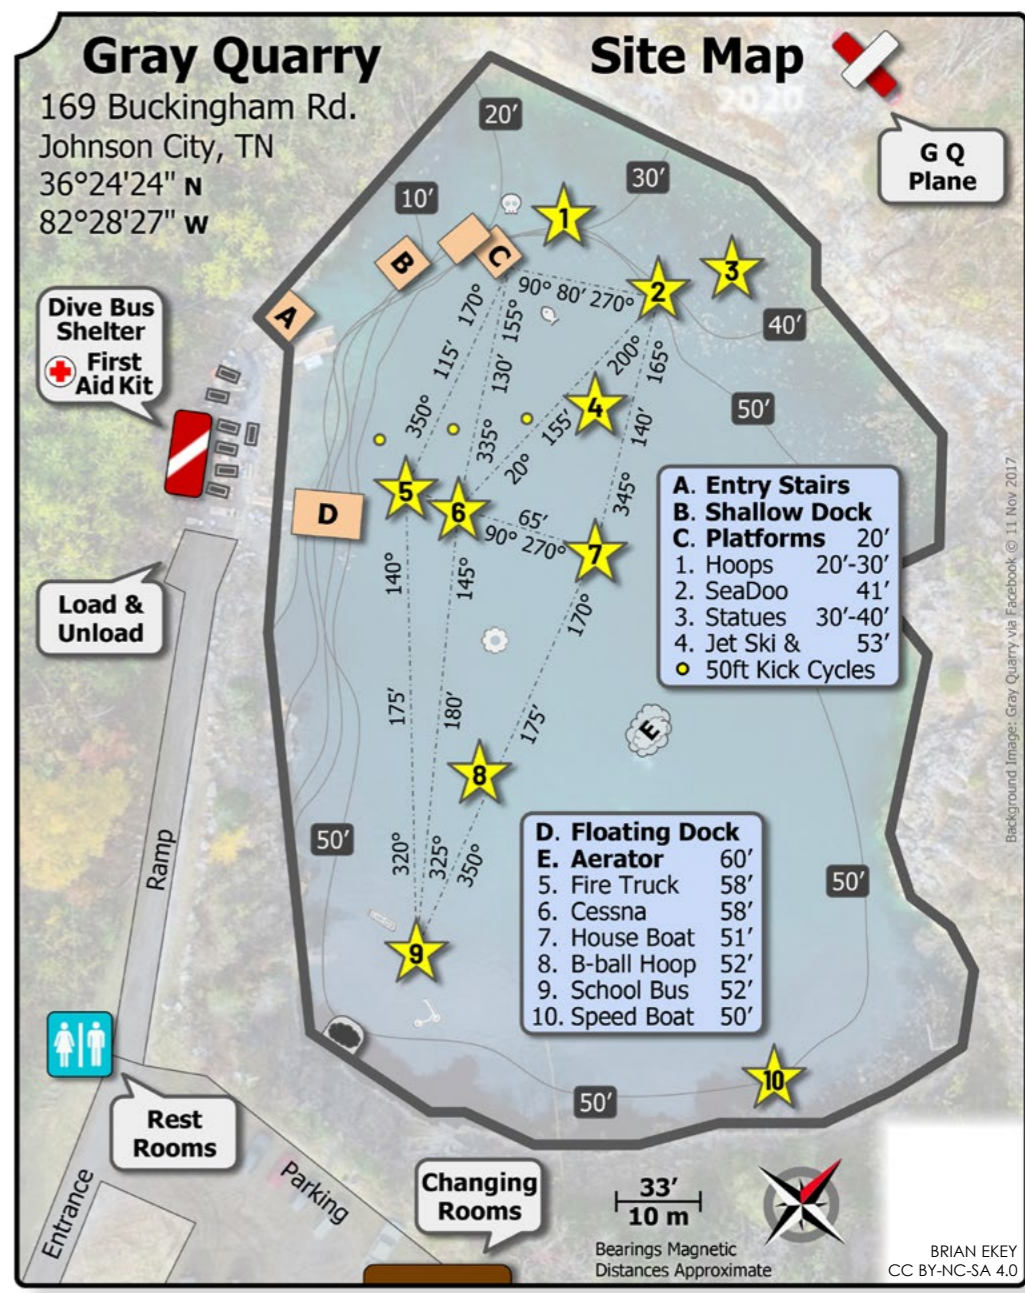 Gray Quarry
Site Map
2020
169 Buckingham Rd.
Johnson City, TN
36°24'24" N
82°28'27" W
G Q
Plane
20′
10′
30′
1
C
B
2
3
A
40′
90° 80′ 270°
170°
115′
350°
155°
130′
335°
200°
155′
20°
165°
140′
345°
4
50′
Dive Bus
Shelter
First
Aid Kit
5
6
7
D
65′
90° 270°
A. Entry Stairs
B. Shallow Dock
C. Platforms 20′
1. Hoops 20′-30′
2. SeaDoo 41′
3. Statues 30′-40′
4. Jet Ski & 53′
50ft Kick Cycles
Load &
Unload
140°
175′
320°
145°
180′
325°
170°
175′
350°
E
8
9
50′
Ramp
D. Floating Dock
E. Aerator 60′
5. Fire Truck 58′
6. Cessna 58′
7. House Boat 51′
8. B-ball Hoop 52′
9. School Bus 52′
10. Speed Boat 50′
50′
10
50′
Rest
Rooms
Entrance
Parking
Changing
Rooms
33′
10 m
Bearings Magnetic
Distances Approximate
BRIAN EKEY
CC BY-NC-SA 4.0
Background Image: Gray Quarry via Facebook © 11 Nov 2017